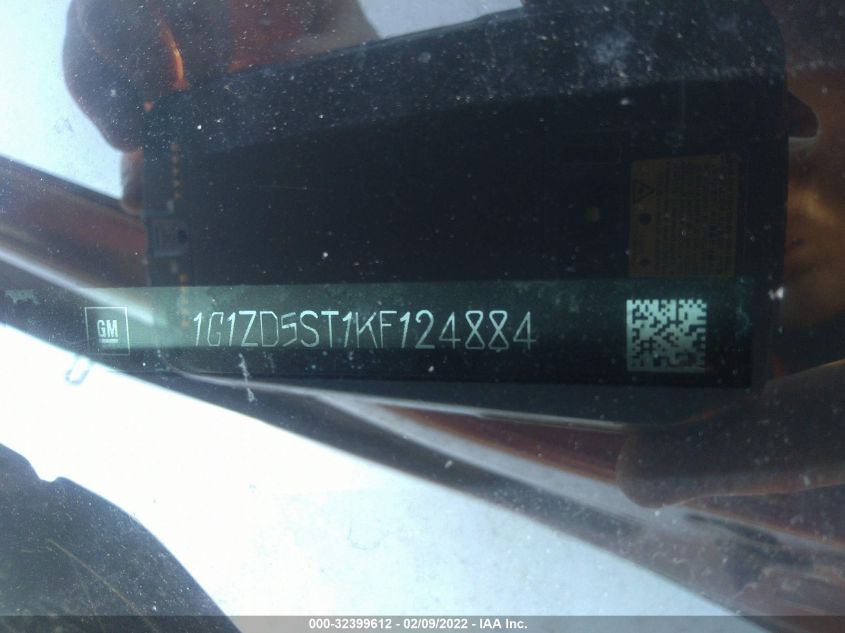 GM
1G1ZD5ST1KF124884
000-32399612 - 02/09/2022 - IAA Inc.